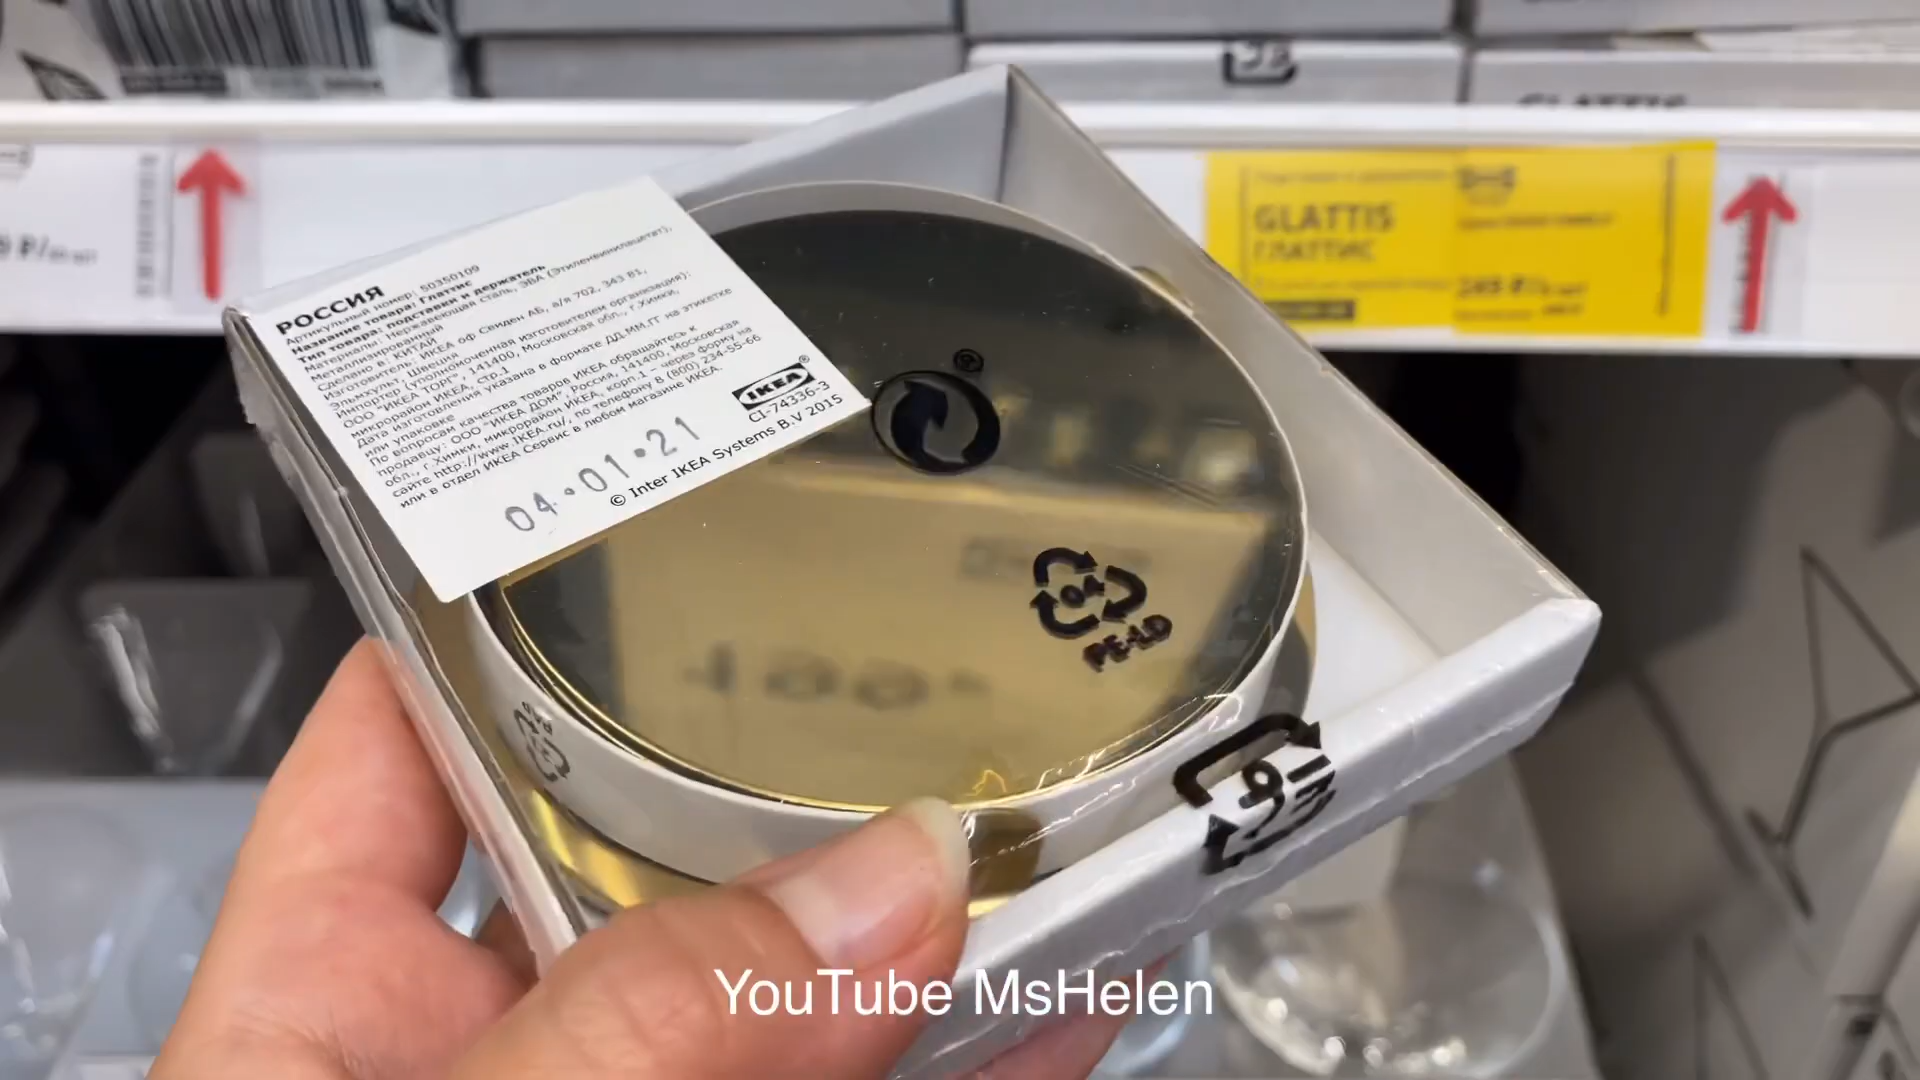 GLATTIS
GLATTIS
ГЛАТТИС
РОССИЯ
Артикульный номер: 50350109
Название товара: Глаттис
Тип товара: подставки и держатель
Материалы: Нержавеющая сталь, ЭВА (Этиленвинилацетат),
Металлизированный
Сделано в: КИТАЙ
Изготовитель: ИКЕА оф Свиден АБ, а/я 702, 343 81,
Эльмхульт, Швеция
Импортер (уполномоченная изготовителем организация):
ООО "ИКЕА ТОРГ", 141400, Московская обл., г.Химки,
микрорайон ИКЕА, стр.1
Дата изготовления указана в формате ДД.ММ.ГГ на этикетке
или упаковке
По вопросам качества товаров ИКЕА обращайтесь к
продавцу: ООО "ИКЕА ДОМ", Россия, 141400, Московская
обл., г.Химки, микрорайон ИКЕА, корп.1 – через форму на
сайте http://www.IKEA.ru/, по телефону 8 (800) 234-55-66
или в отдел ИКЕА Сервис в любом магазине ИКЕА.
IKEA®
CI-74336-3
04•01•21
© Inter IKEA Systems B.V 2015
®
04
PE-LD
PAP
YouTube MsHelen